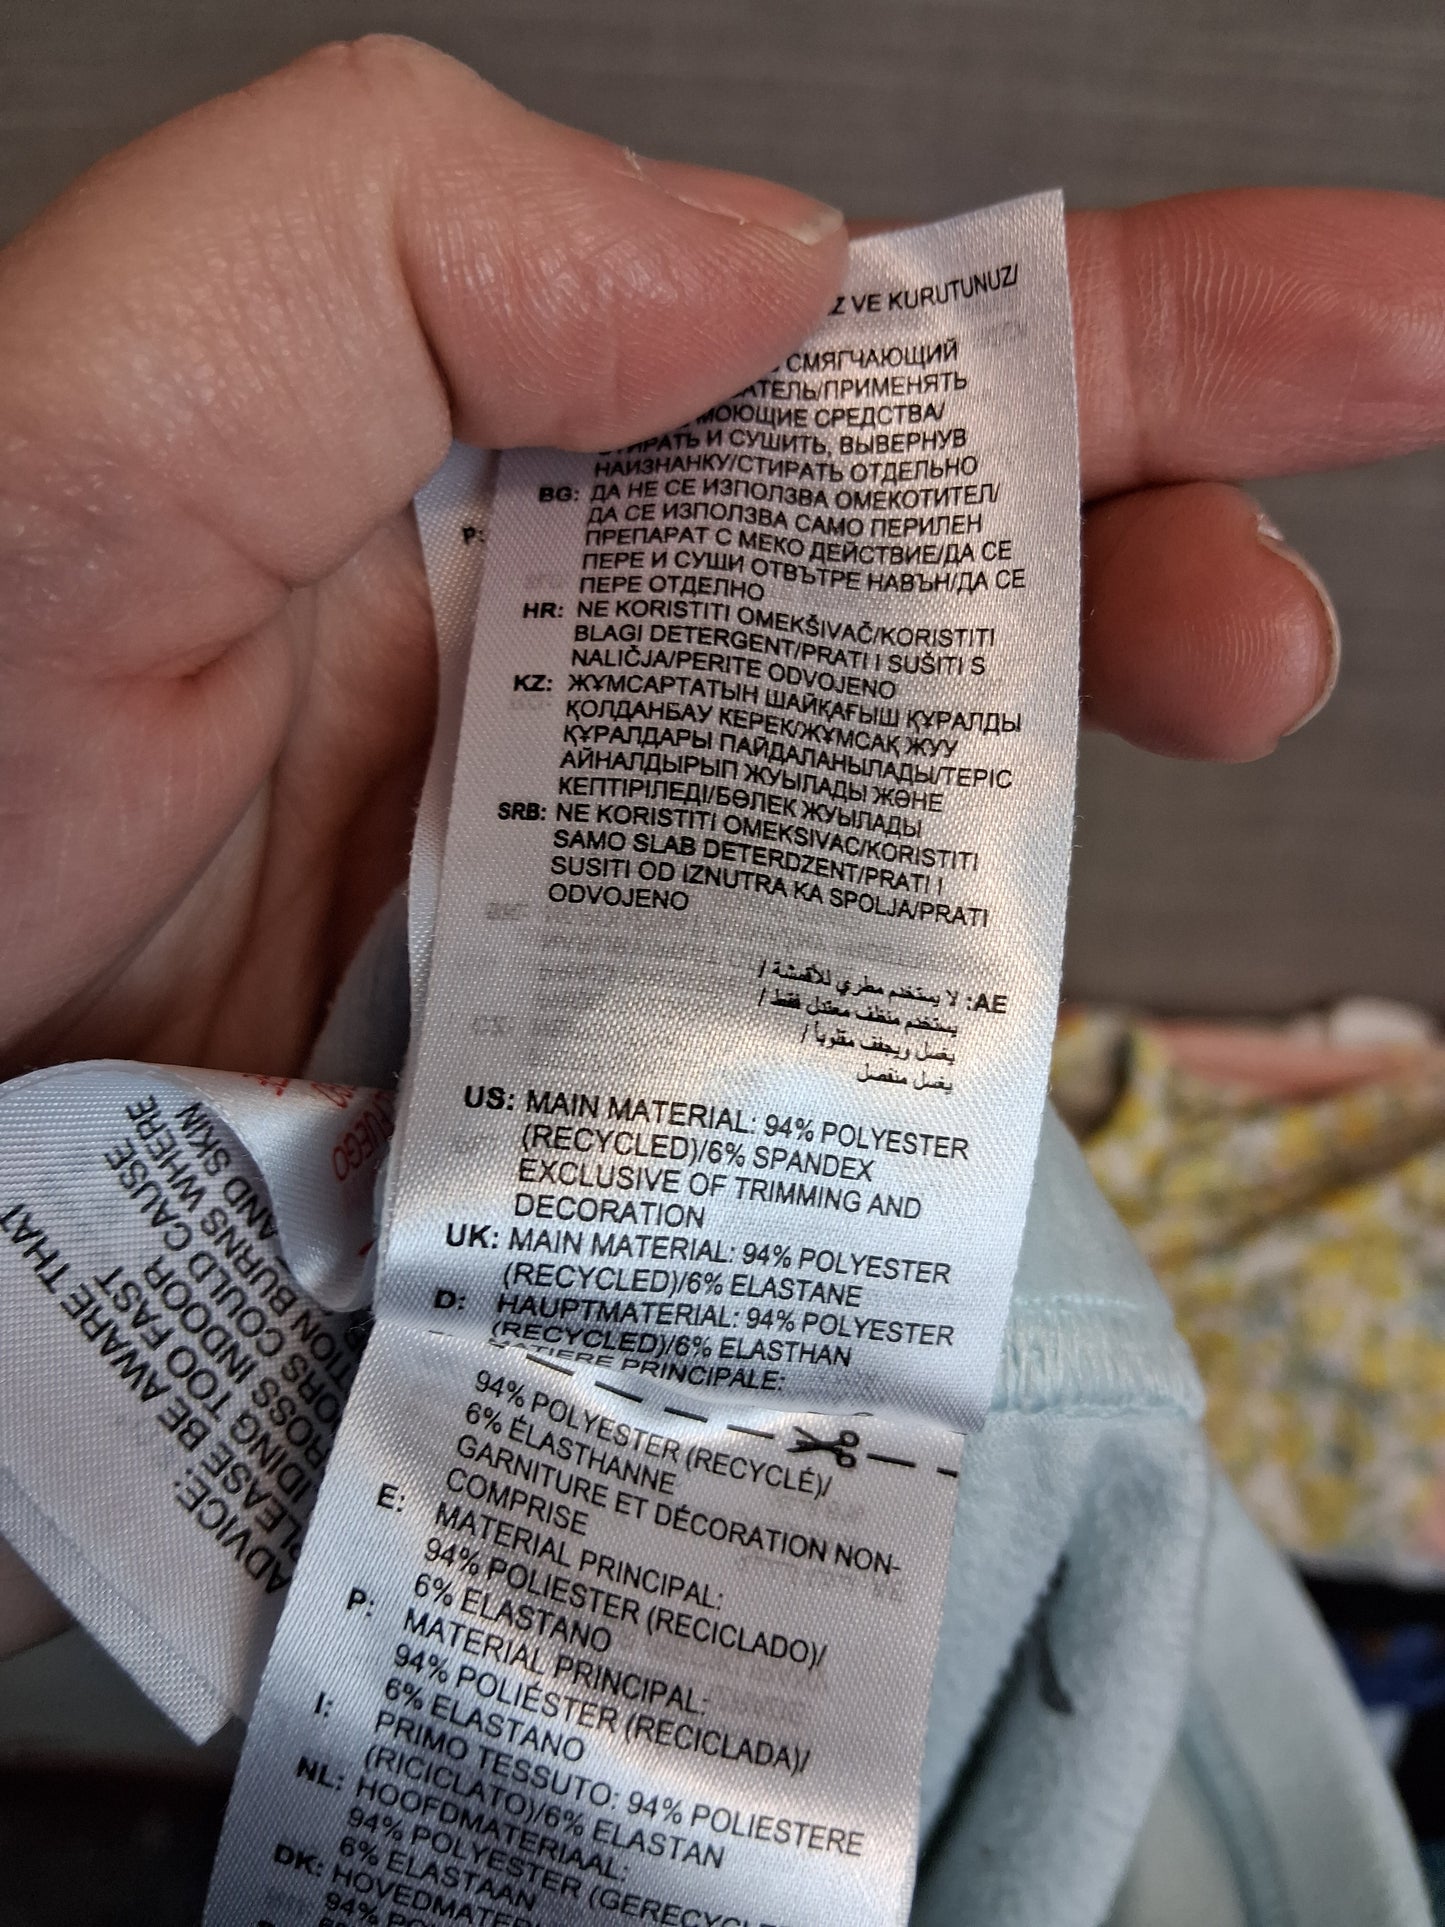 VE KURUTUNUZ/
СМЯГЧАЮЩИЙ
/ПРИМЕНЯТЬ
МОЮЩИЕ СРЕДСТВА/
СТИРАТЬ И СУШИТЬ, ВЫВЕРНУВ
НАИЗНАНКУ/СТИРАТЬ ОТДЕЛЬНО
BG: ДА НЕ СЕ ИЗПОЛЗВА ОМЕКОТИТЕЛ/
ДА СЕ ИЗПОЛЗВА САМО ПЕРИЛЕН
ПРЕПАРАТ С МЕКО ДЕЙСТВИЕ/ДА СЕ
ПЕРЕ И СУШИ ОТВЪТРЕ НАВЪН/ДА СЕ
ПЕРЕ ОТДЕЛНО
HR: NE KORISTITI OMEKŠIVAČ/KORISTITI
BLAGI DETERGENT/PRATI I SUŠITI S
NALIČJA/PERITE ODVOJENO
KZ: ЖҰМСАРТАТЫН ШАЙҚАҒЫШ ҚҰРАЛДЫ
ҚОЛДАНБАУ КЕРЕК/ЖҰМСАҚ ЖУУ
ҚҰРАЛДАРЫ ПАЙДАЛАНЫЛАДЫ/ТЕРІС
АЙНАЛДЫРЫП ЖУЫЛАДЫ ЖӘНЕ
КЕПТІРІЛЕДІ/БӨЛЕК ЖУЫЛАДЫ
SRB: NE KORISTITI OMEKSIVAC/KORISTITI
SAMO SLAB DETERDZENT/PRATI I
SUSITI OD IZNUTRA KA SPOLJA/PRATI
ODVOJENO
AE: لا يستخدم مطري للأقمشة /
يستخدم منظف معتدل فقط /
يغسل ويجفف مقلوباً /
يغسل منفصل
US: MAIN MATERIAL: 94% POLYESTER
(RECYCLED)/6% SPANDEX
EXCLUSIVE OF TRIMMING AND
DECORATION
UK: MAIN MATERIAL: 94% POLYESTER
(RECYCLED)/6% ELASTANE
D: HAUPTMATERIAL: 94% POLYESTER
(RECYCLED)/6% ELASTHAN
MATIERE PRINCIPALE:
94% POLYESTER (RECYCLÉ)/
6% ÉLASTHANNE
GARNITURE ET DÉCORATION NON-
COMPRISE
E: MATERIAL PRINCIPAL:
94% POLIESTER (RECICLADO)/
6% ELASTANO
P: MATERIAL PRINCIPAL:
94% POLIÉSTER (RECICLADA)/
6% ELASTANO
I: PRIMO TESSUTO: 94% POLIESTERE
(RICICLATO)/6% ELASTAN
NL: HOOFDMATERIAAL:
94% POLYESTER
6% ELASTAAN
DK:
94%
P:
ADVICE:
PLEASE BE AWARE THAT
TOO FAST
INDOOR
COULD CAUSE
BURNS WHERE
AND SKIN
FUEGO